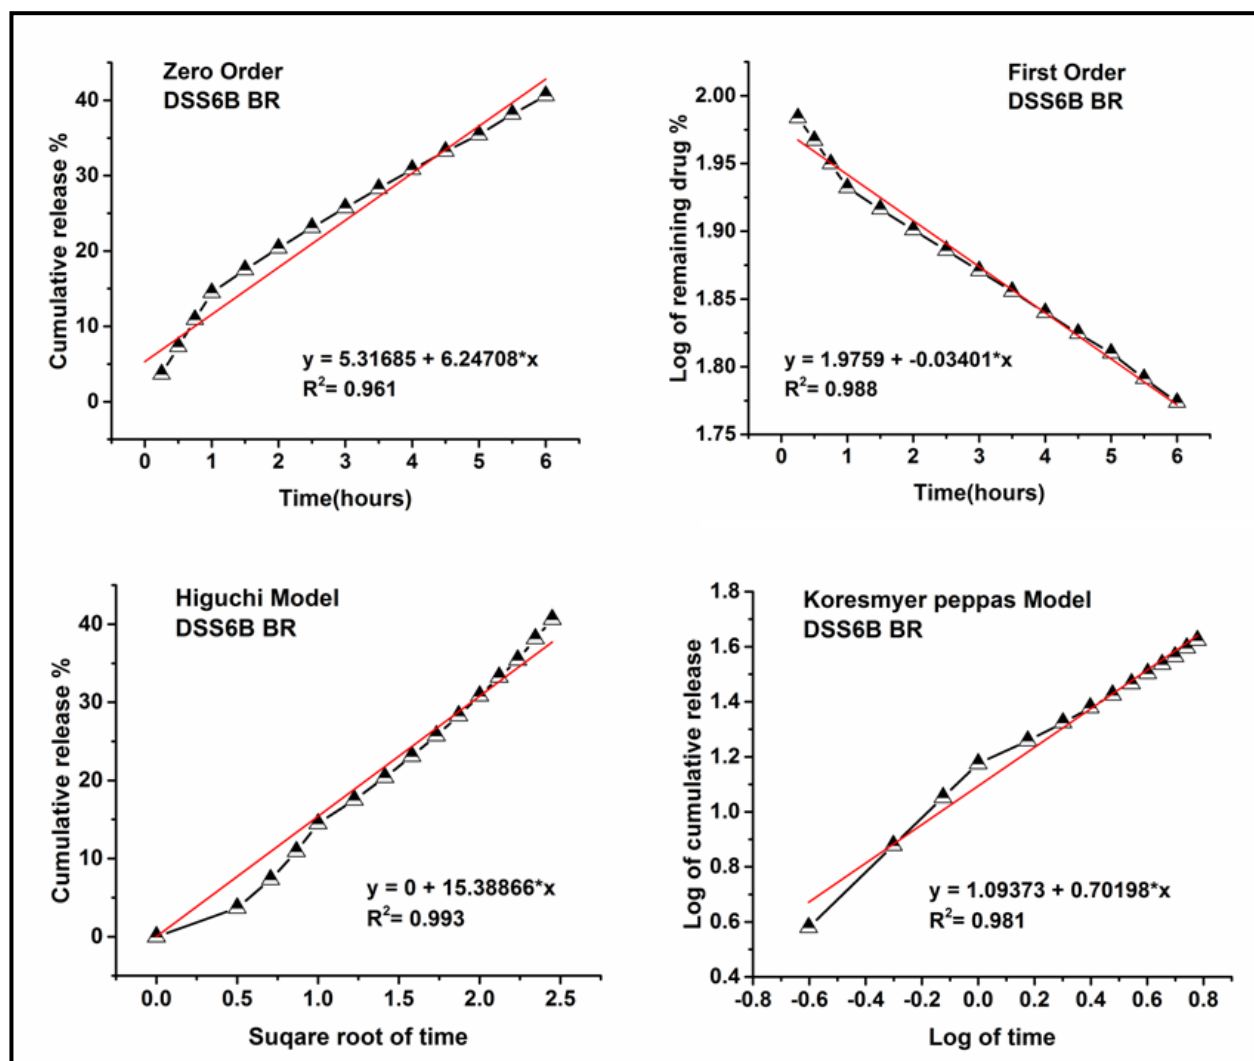 Zero Order
DSS6B BR
Cumulative release %
40
30
20
10
0
y = 5.31685 + 6.24708*x
R²= 0.961
0 1 2 3 4 5 6
Time(hours)
First Order
DSS6B BR
Log of remaining drug %
2.00
1.95
1.90
1.85
1.80
1.75
y = 1.9759 + -0.03401*x
R²= 0.988
0 1 2 3 4 5 6
Time(hours)
Higuchi Model
DSS6B BR
Cumulative release %
40
30
20
10
0
y = 0 + 15.38866*x
R²= 0.993
0.0 0.5 1.0 1.5 2.0 2.5
Suqare root of time
Koresmyer peppas Model
DSS6B BR
Log of cumulative release
1.8
1.6
1.4
1.2
1.0
0.8
0.6
0.4
y = 1.09373 + 0.70198*x
R²= 0.981
-0.8 -0.6 -0.4 -0.2 0.0 0.2 0.4 0.6 0.8
Log of time